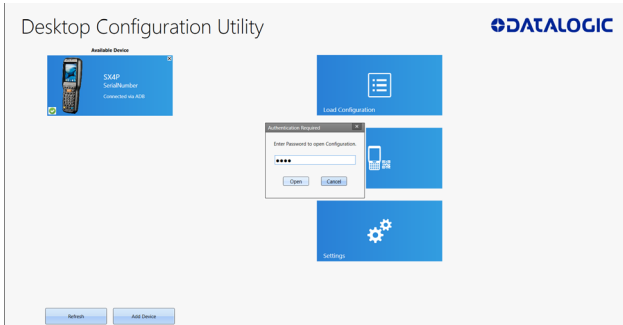 Desktop Configuration Utility
DATALOGIC
Available Device
SX4P
SerialNumber
Connected via ADB
Load Configuration
Authentication Required
Enter Password to open Configuration.
••••
Open Cancel
Settings
Refresh Add Device